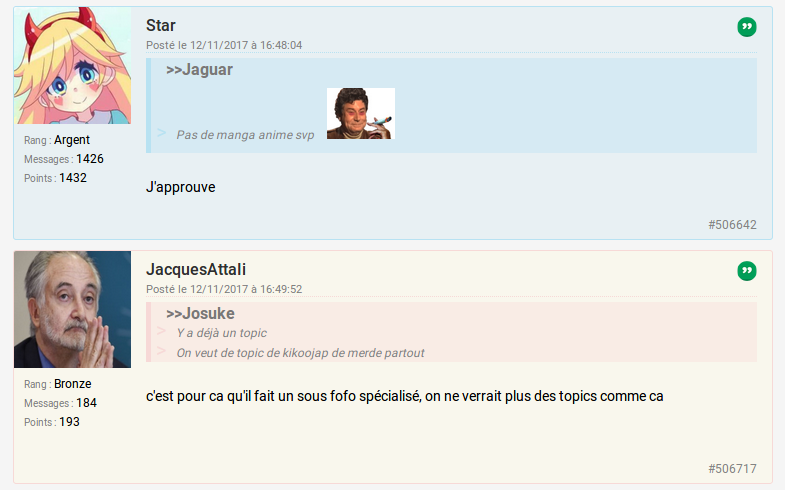 Star
Posté le 12/11/2017 à 16:48:04
>>Jaguar
> Pas de manga anime svp
Rang : Argent
Messages : 1426
Points : 1432
J'approuve
#506642
JacquesAttali
Posté le 12/11/2017 à 16:49:52
>>Josuke
> Y a déjà un topic
> On veut de topic de kikoojap de merde partout
Rang : Bronze
Messages : 184
Points : 193
c'est pour ca qu'il fait un sous fofo spécialisé, on ne verrait plus des topics comme ca
#506717